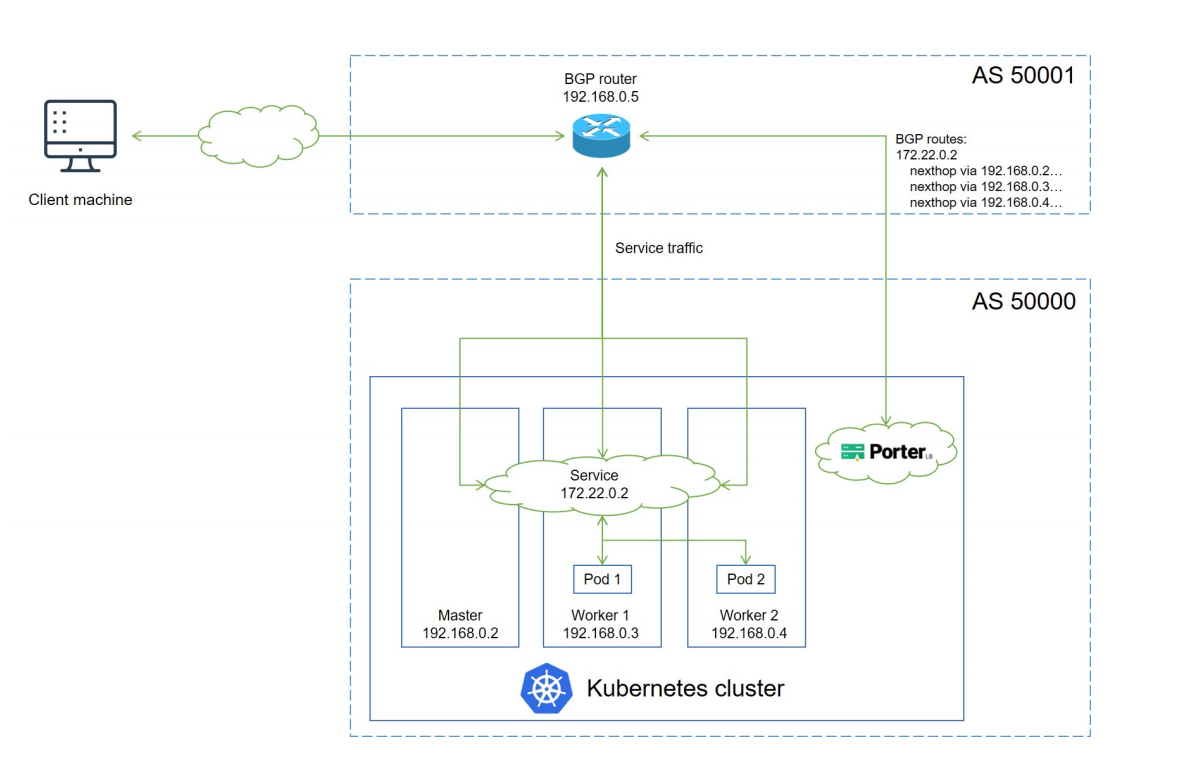 AS 50001
BGP router
192.168.0.5
BGP routes:
172.22.0.2
nexthop via 192.168.0.2…
nexthop via 192.168.0.3…
nexthop via 192.168.0.4…
Client machine
Service traffic
AS 50000
Porter LB
Service
172.22.0.2
Pod 1
Pod 2
Master
192.168.0.2
Worker 1
192.168.0.3
Worker 2
192.168.0.4
Kubernetes cluster